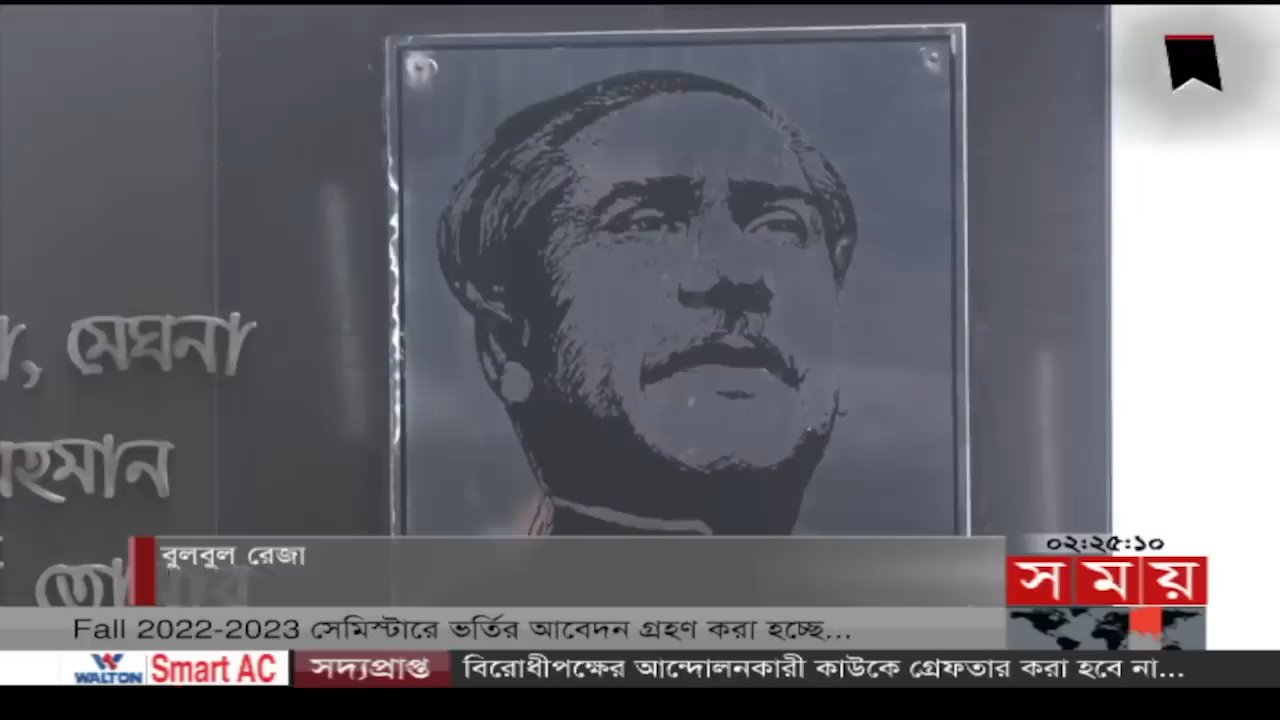 মেঘনা
তো
০২:২৫:১০
বুলবুল রেজা
সময়
Fall 2022-2023 সেমিস্টারে ভর্তির আবেদন গ্রহণ করা হচ্ছে...
WALTON Smart AC সদ্যপ্রাপ্ত বিরোধীপক্ষের আন্দোলনকারী কাউকে গ্রেফতার করা হবে না...